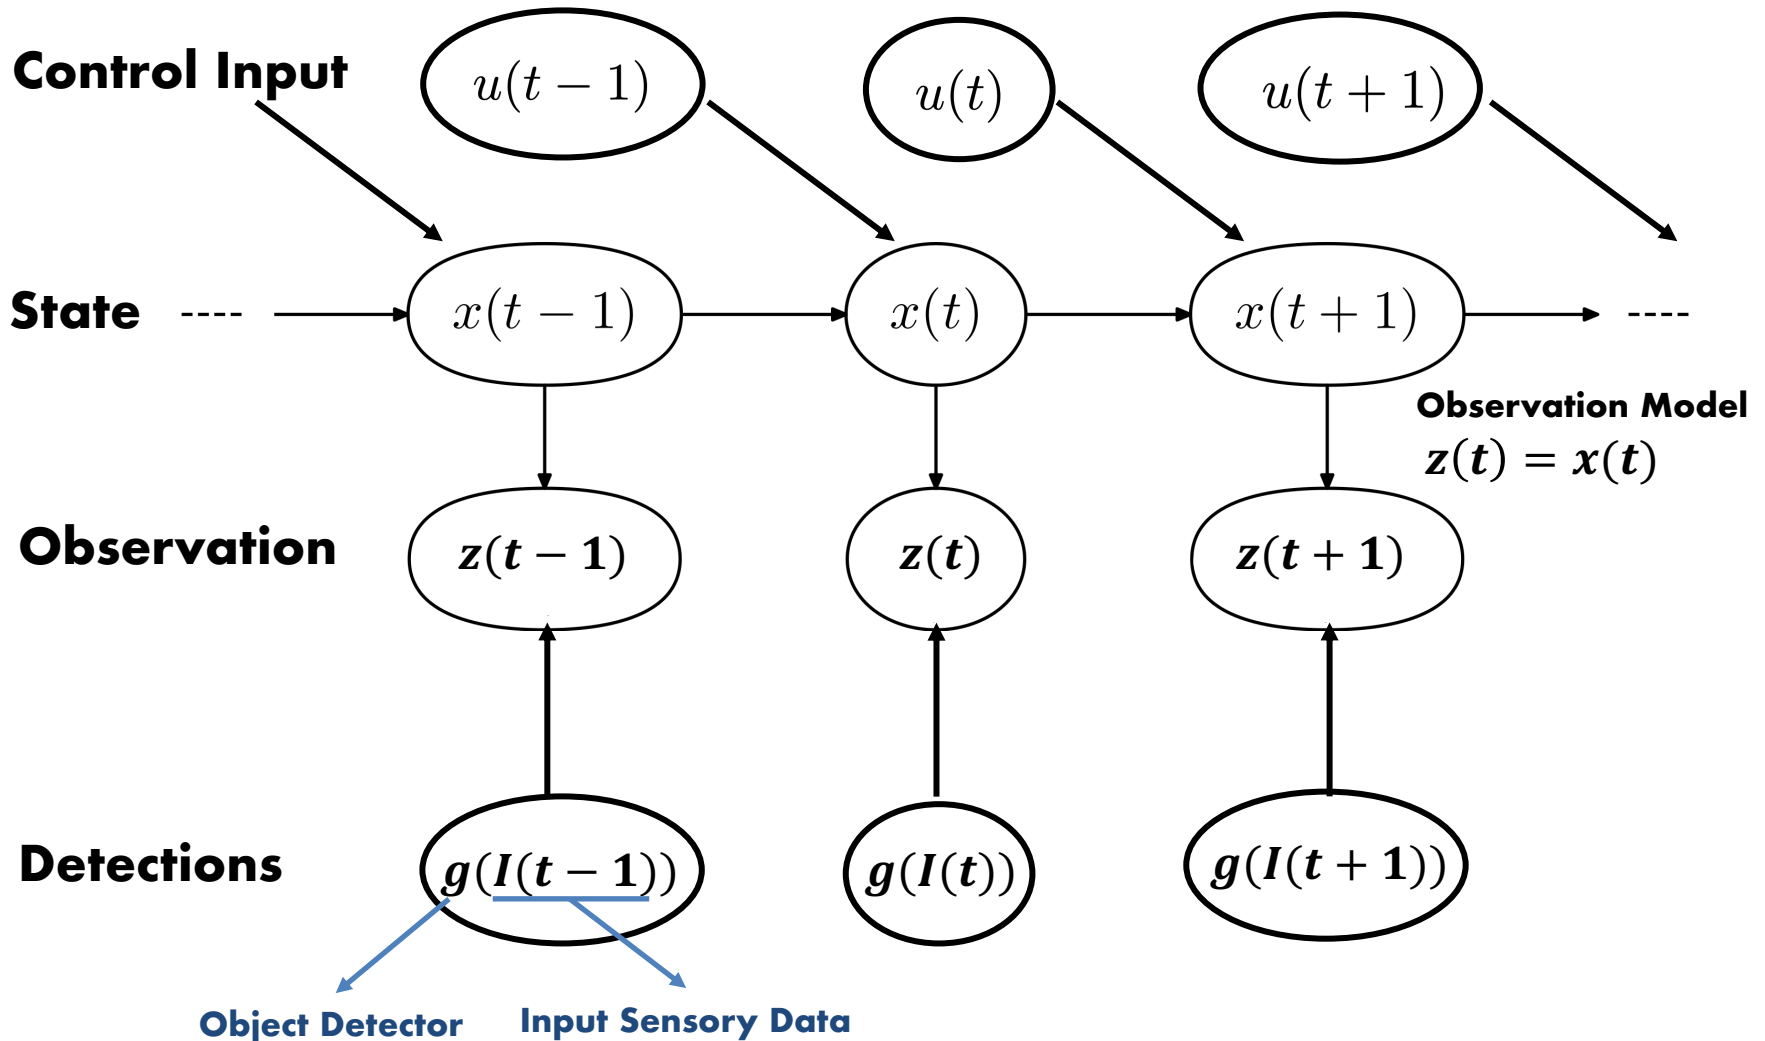 Control Input u(t − 1) u(t) u(t + 1)
State ---- x(t − 1) x(t) x(t + 1) ----
Observation Model
z(t) = x(t)
Observation z(t − 1) z(t) z(t + 1)
Detections g(I(t − 1)) g(I(t)) g(I(t + 1))
Object Detector Input Sensory Data